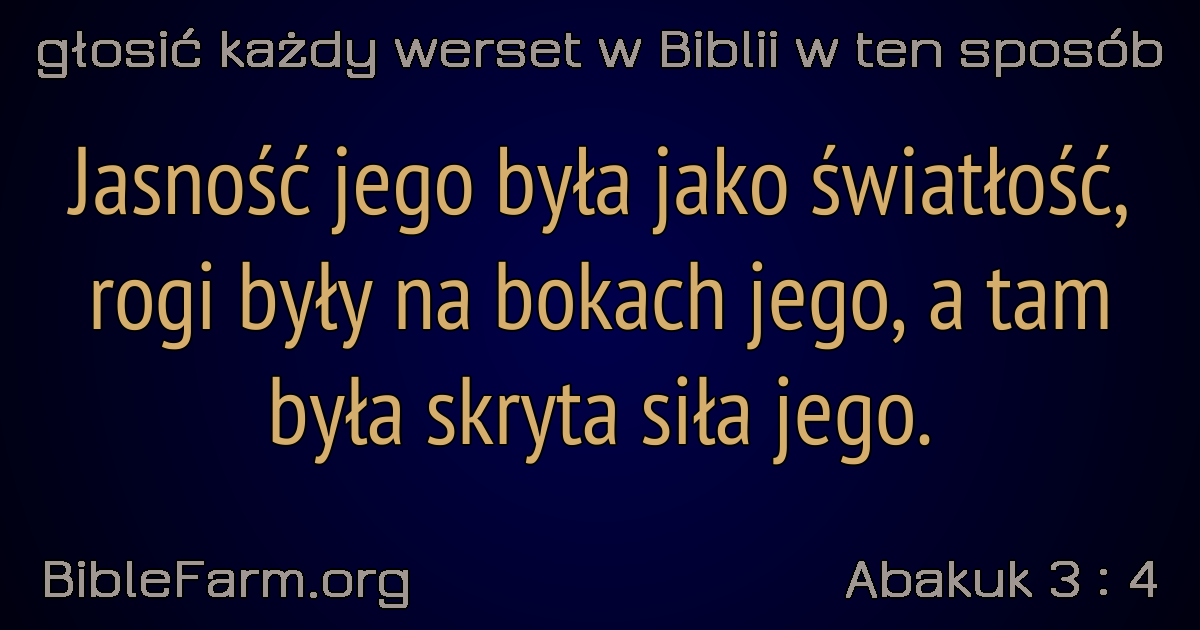 głosić każdy werset w Biblii w ten sposób
Jasność jego była jako światłość,
rogi były na bokach jego, a tam
była skryta siła jego.
BibleFarm.org
Abakuk 3 : 4